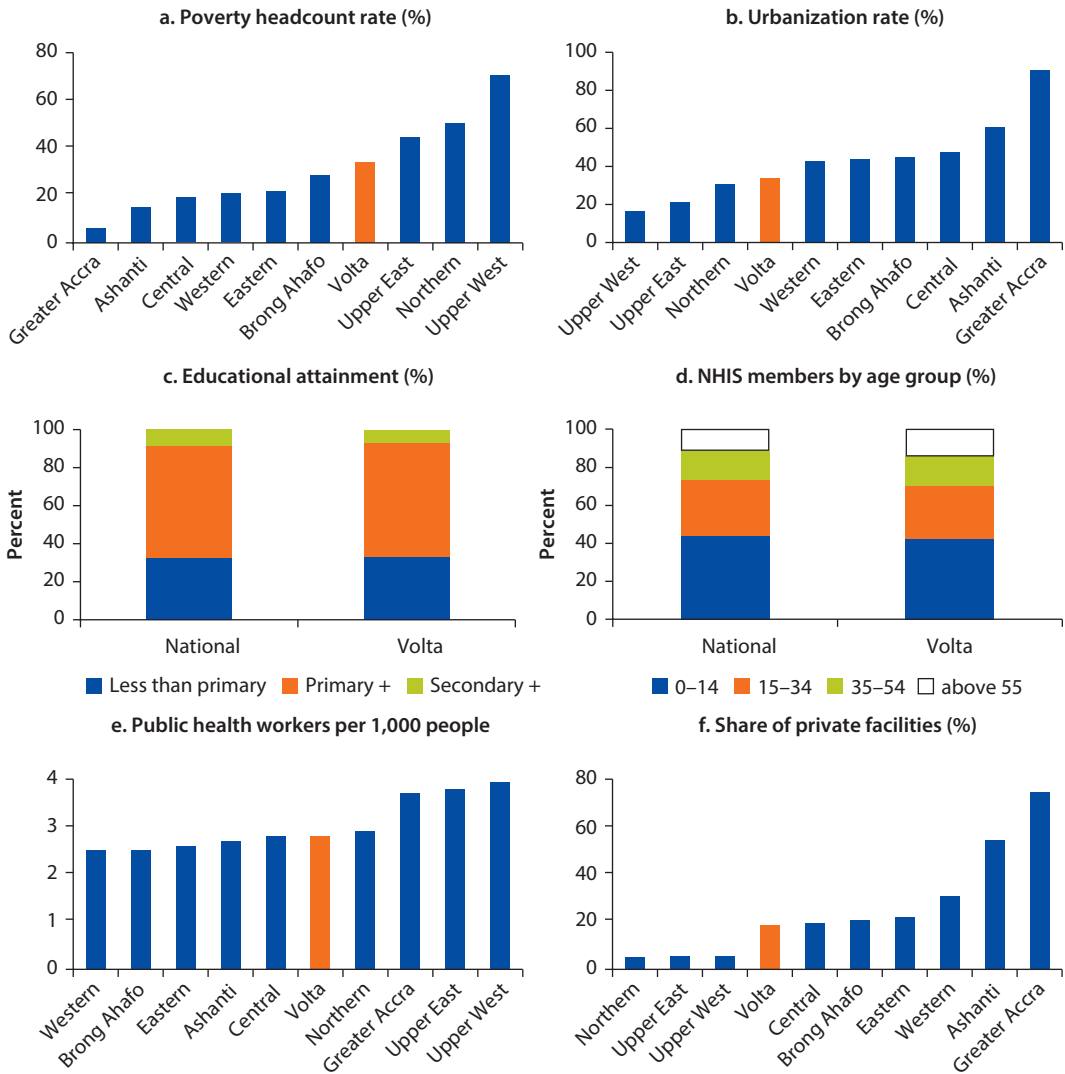 a. Poverty headcount rate (%)
80
60
40
20
0
Greater Accra
Ashanti
Central
Western
Eastern
Brong Ahafo
Volta
Upper East
Northern
Upper West
b. Urbanization rate (%)
100
80
60
40
20
0
Upper West
Upper East
Northern
Volta
Western
Eastern
Brong Ahafo
Central
Ashanti
Greater Accra
c. Educational attainment (%)
Percent
100
80
60
40
20
0
National
Volta
Less than primary
Primary +
Secondary +
d. NHIS members by age group (%)
Percent
100
80
60
40
20
0
National
Volta
0–14
15–34
35–54
above 55
e. Public health workers per 1,000 people
4
3
2
1
0
Western
Brong Ahafo
Eastern
Ashanti
Central
Volta
Northern
Greater Accra
Upper East
Upper West
f. Share of private facilities (%)
80
60
40
20
0
Northern
Upper East
Upper West
Volta
Central
Brong Ahafo
Eastern
Western
Ashanti
Greater Accra